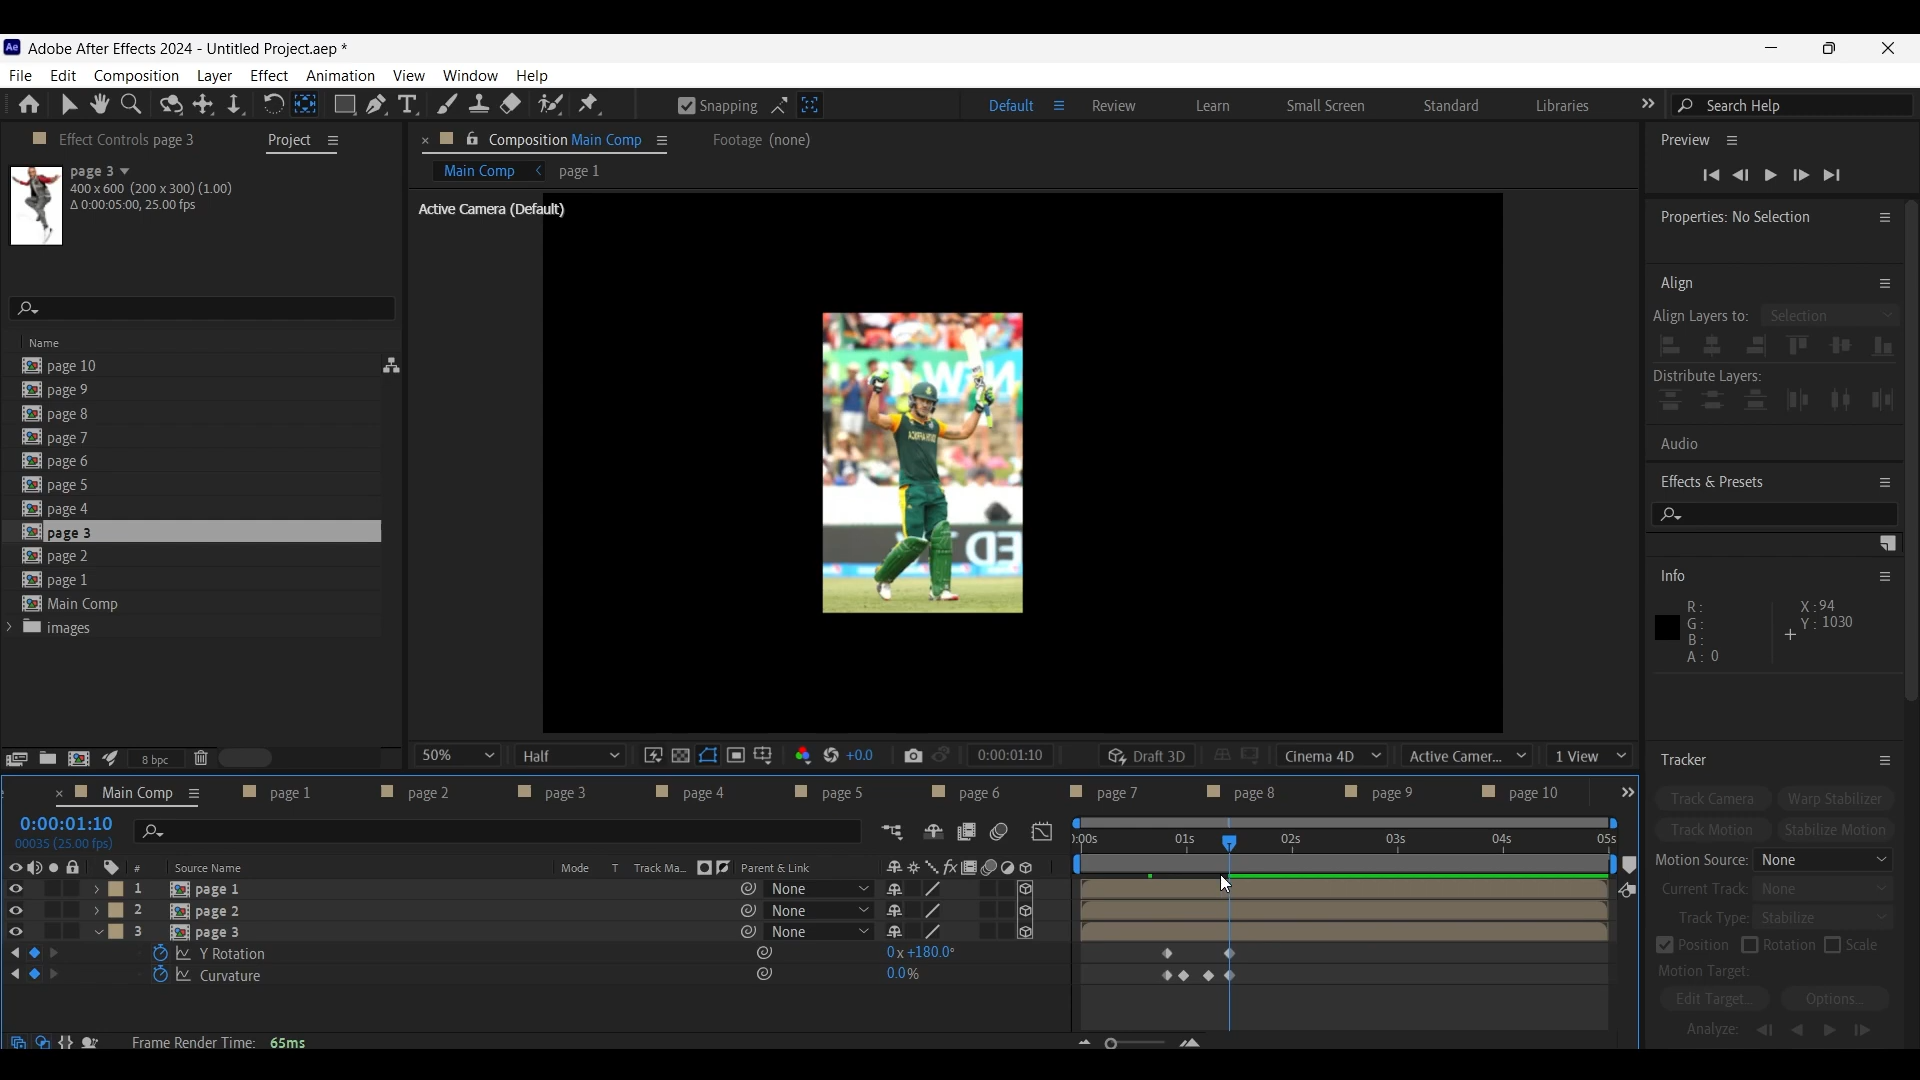 Adobe After Effects 2024 - Untitled Project.aep *
File Edit Composition Layer Effect Animation View Window Help
Snapping Default Review Learn Small Screen Standard Libraries Search Help
Effect Controls page 3 Project
page 3
400 x 600 (200 x 300) (1.00)
Δ 0:00:05:00, 25.00 fps
Name
page 10
page 9
page 8
page 7
page 6
page 5
page 4
page 3
page 2
page 1
Main Comp
images
8 bpc
Composition Main Comp Footage (none)
Main Comp page 1
Active Camera (Default)
50% Half +0.0 0:00:01:10 Draft 3D Cinema 4D Active Camer... 1 View
Preview
Properties: No Selection
Align
Align Layers to: Selection
Distribute Layers:
Audio
Effects & Presets
Info
R:
G:
B:
A: 0
X: 94
Y: 1030
Tracker
Track Camera Warp Stabilizer
Track Motion Stabilize Motion
Motion Source: None
Current Track: None
Track Type: Stabilize
Position Rotation Scale
Motion Target:
Edit Target... Options...
Analyze:
Main Comp page 1 page 2 page 3 page 4 page 5 page 6 page 7 page 8 page 9 page 10
0:00:01:10
00035 (25.00 fps)
):00s 01s 02s 03s 04s 05s
# Source Name Mode T Track Ma... Parent & Link
1 page 1 None
2 page 2 None
3 page 3 None
Y Rotation 0x+180.0°
Curvature 0.0%
Frame Render Time: 65ms